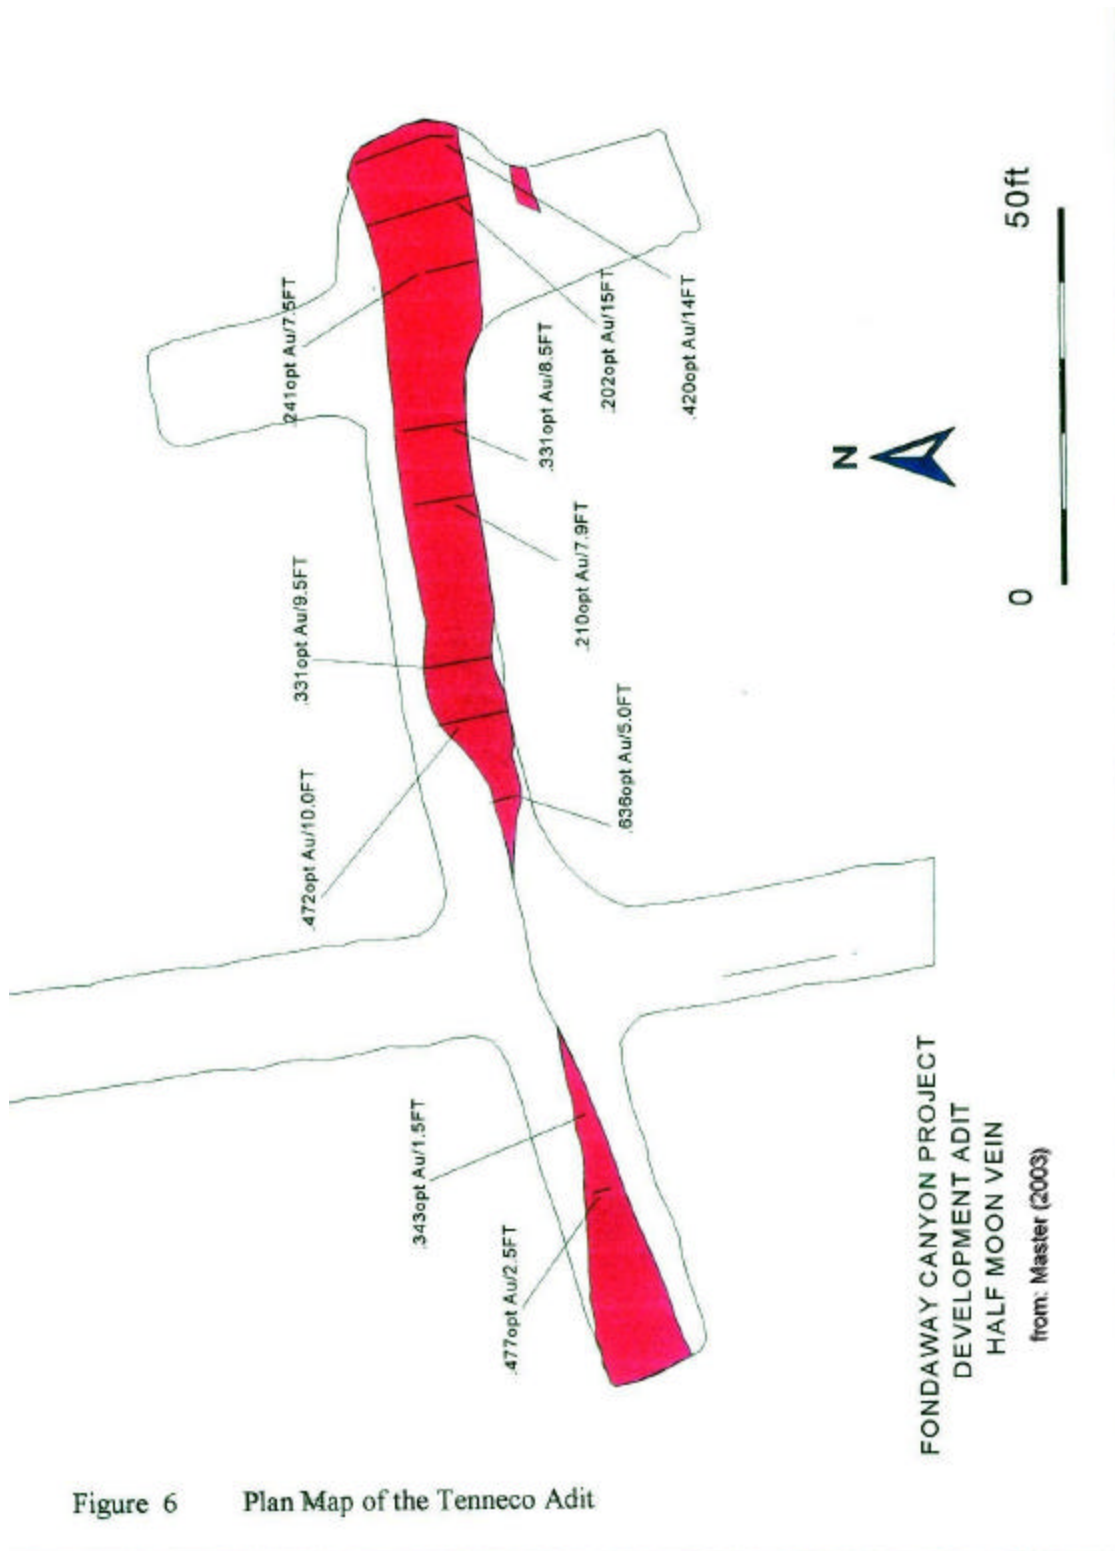 .241opt Au/7.5FT
.331opt Au/8.5FT
.202opt Au/15FT
.420opt Au/14FT
50ft
N
.331opt Au/9.5FT
.210opt Au/7.9FT
0
.472opt Au/10.0FT
.636opt Au/5.0FT
.343opt Au/1.5FT
.477opt Au/2.5FT
FONDAWAY CANYON PROJECT
DEVELOPMENT ADIT
HALF MOON VEIN
from: Master (2003)
Figure 6 Plan Map of the Tenneco Adit